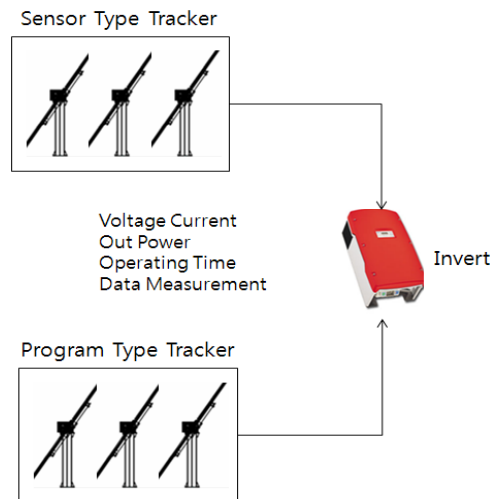 Sensor Type Tracker
Voltage Current
Out Power
Operating Time
Data Measurement
Invert
Program Type Tracker